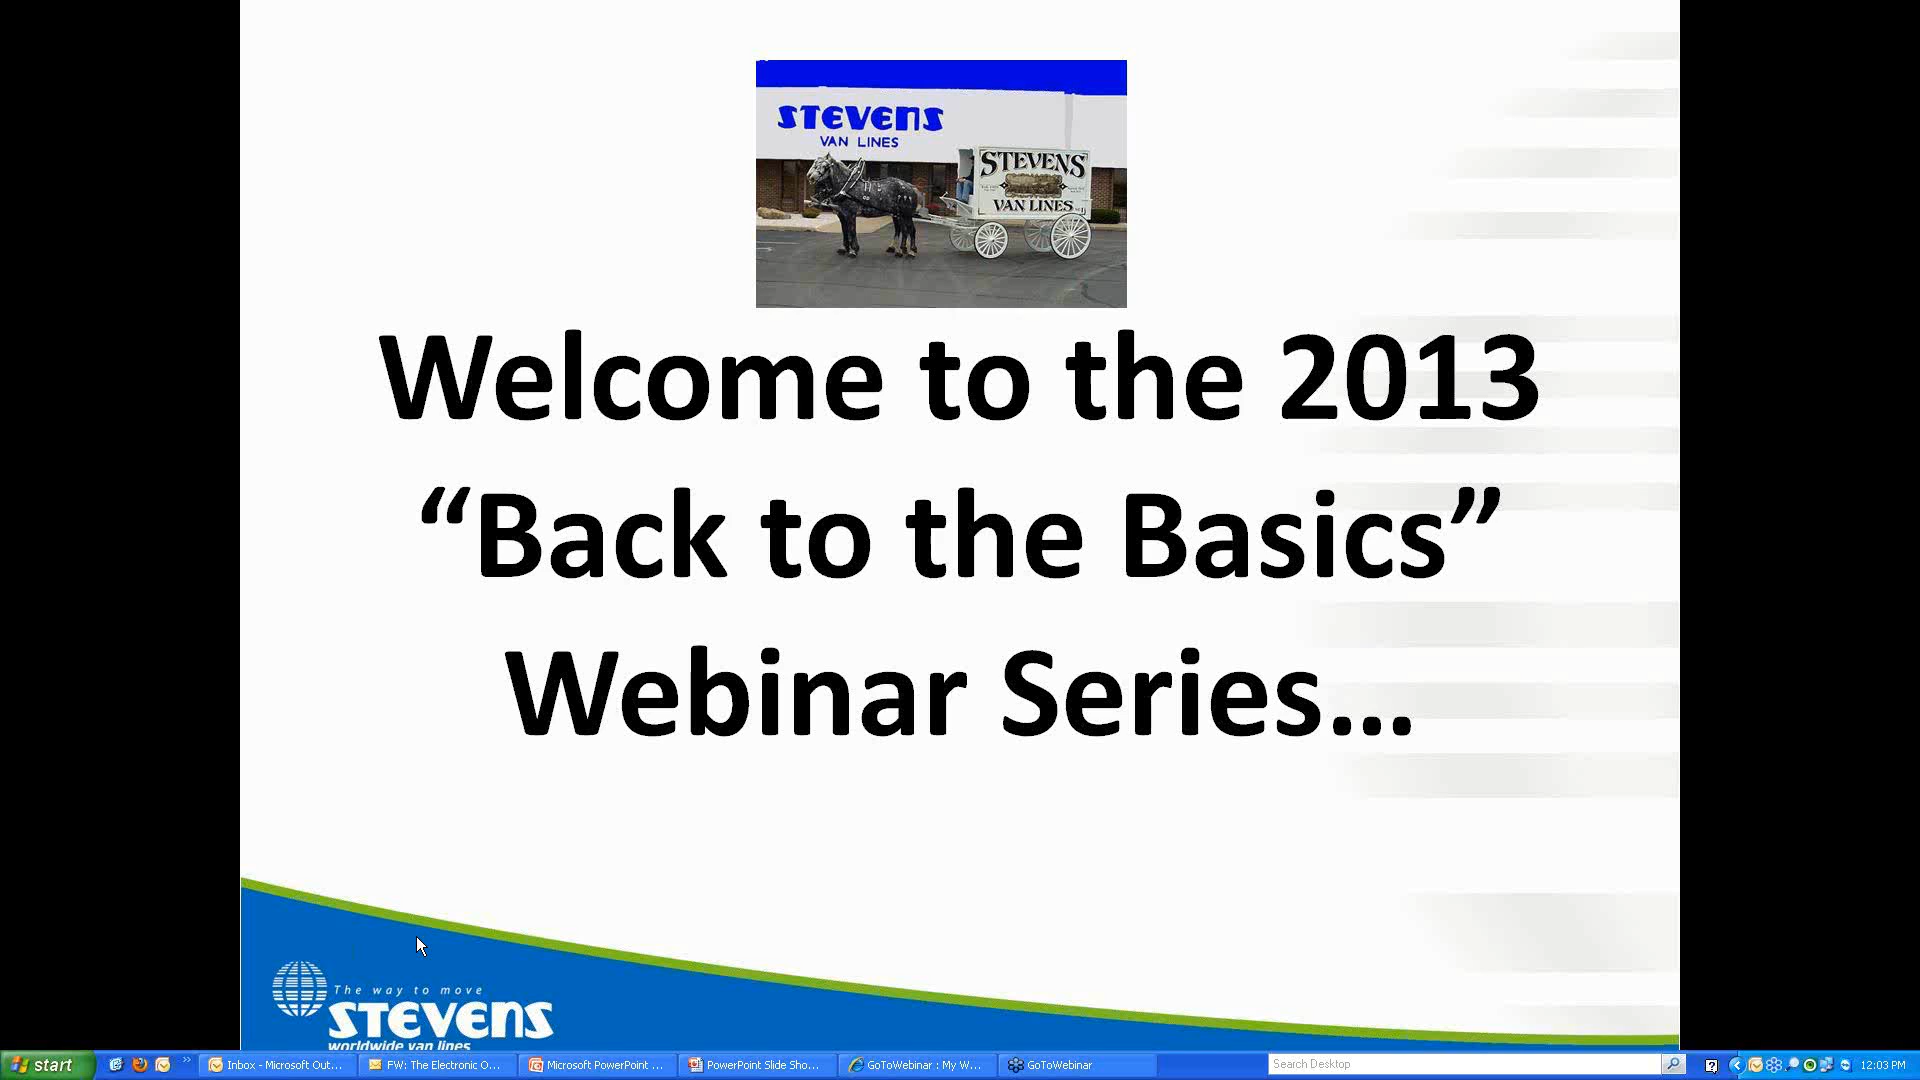 STEVENS
VAN LINES
STEVENS
VAN LINES
Welcome to the 2013
“Back to the Basics”
Webinar Series…
The way to move
STEVENS
worldwide van lines
start
Inbox - Microsoft Out...
FW: The Electronic O...
Microsoft PowerPoint ...
PowerPoint Slide Sho...
GoToWebinar : My W...
GoToWebinar
Search Desktop
12:03 PM